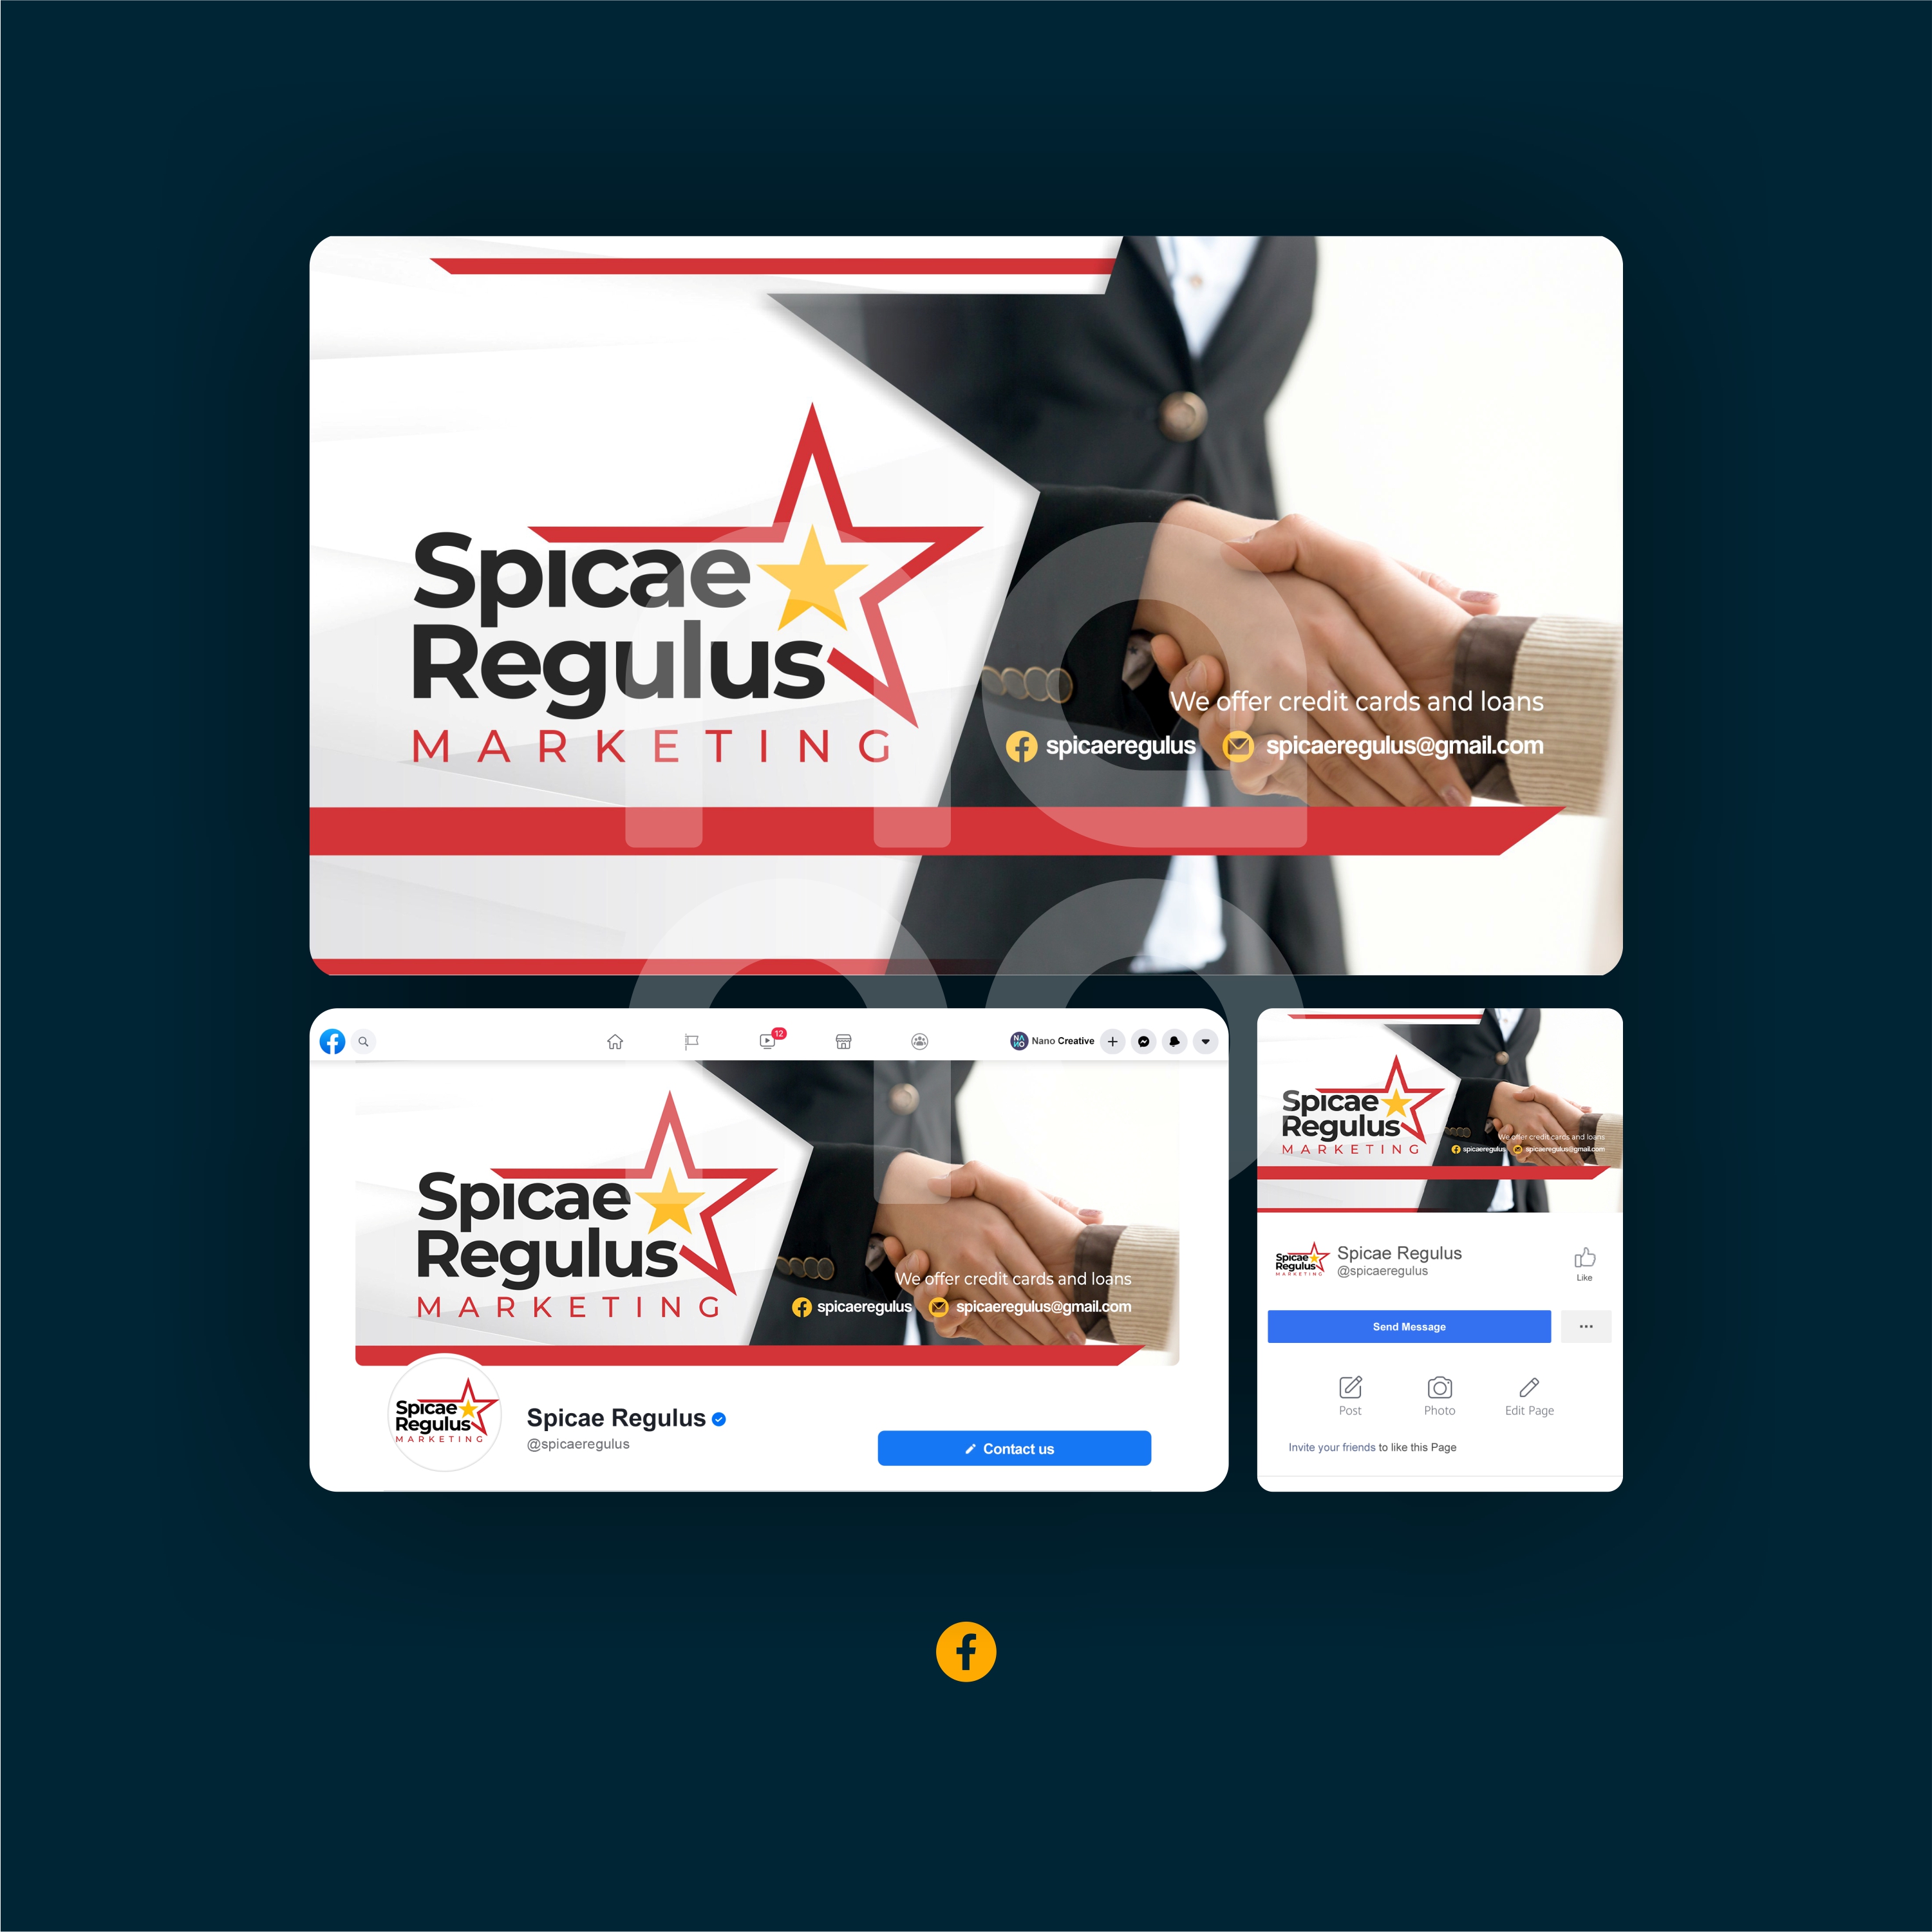 Spicae
Regulus
MARKETING
We offer credit cards and loans
spicaeregulus spicaeregulus@gmail.com
12
NANO Nano Creative
Spicae
Regulus
MARKETING
We offer credit cards and loans
spicaeregulus spicaeregulus@gmail.com
Spicae
Regulus
MARKETING
Spicae Regulus
@spicaeregulus
Contact us
Spicae
Regulus
MARKETING
We offer credit cards and loans
spicaeregulus spicaeregulus@gmail.com
Spicae
Regulus
MARKETING
Spicae Regulus
@spicaeregulus
Like
Send Message
Post Photo Edit Page
Invite your friends to like this Page